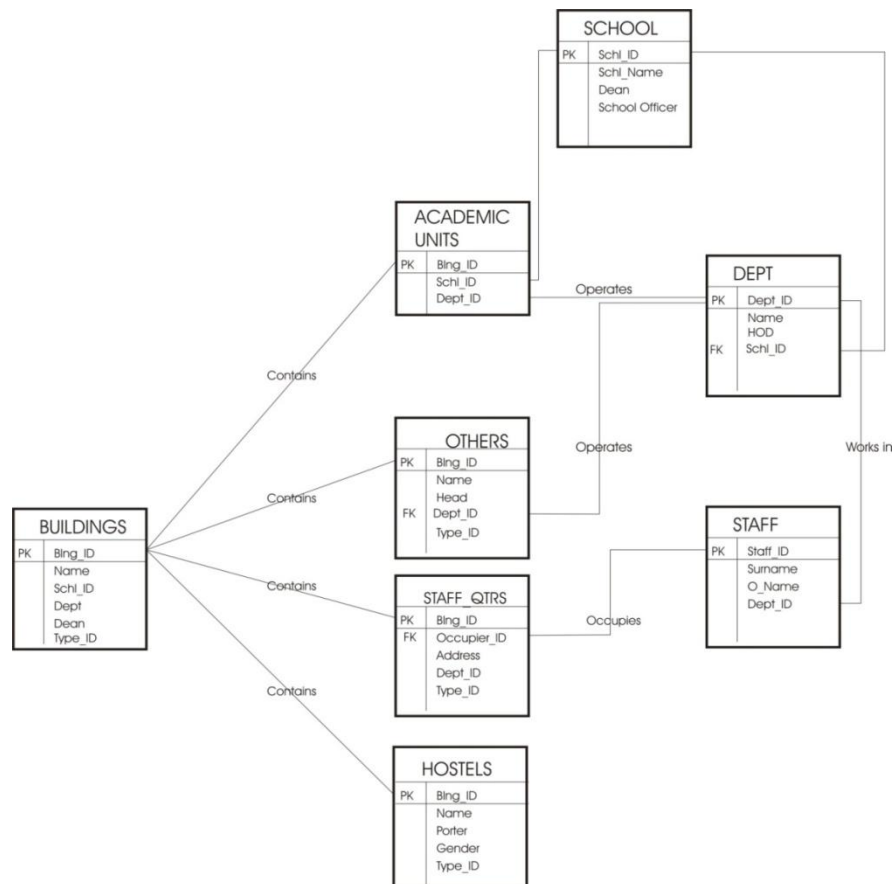 SCHOOL
PK Schl_ID
Schl_Name
Dean
School Officer
ACADEMIC
UNITS
PK Blng_ID
Schl_ID
Dept_ID
Operates
DEPT
PK Dept_ID
Name
HOD
FK Schl_ID
Contains
OTHERS
PK Blng_ID
Name
Head
FK Dept_ID
Type_ID
Operates
Works in
Contains
BUILDINGS
PK Blng_ID
Name
Schl_ID
Dept
Dean
Type_ID
STAFF
PK Staff_ID
Surname
O_Name
Dept_ID
Contains
STAFF_QTRS
PK Blng_ID
FK Occupier_ID
Address
Dept_ID
Type_ID
Occupies
Contains
HOSTELS
PK Blng_ID
Name
Porter
Gender
Type_ID